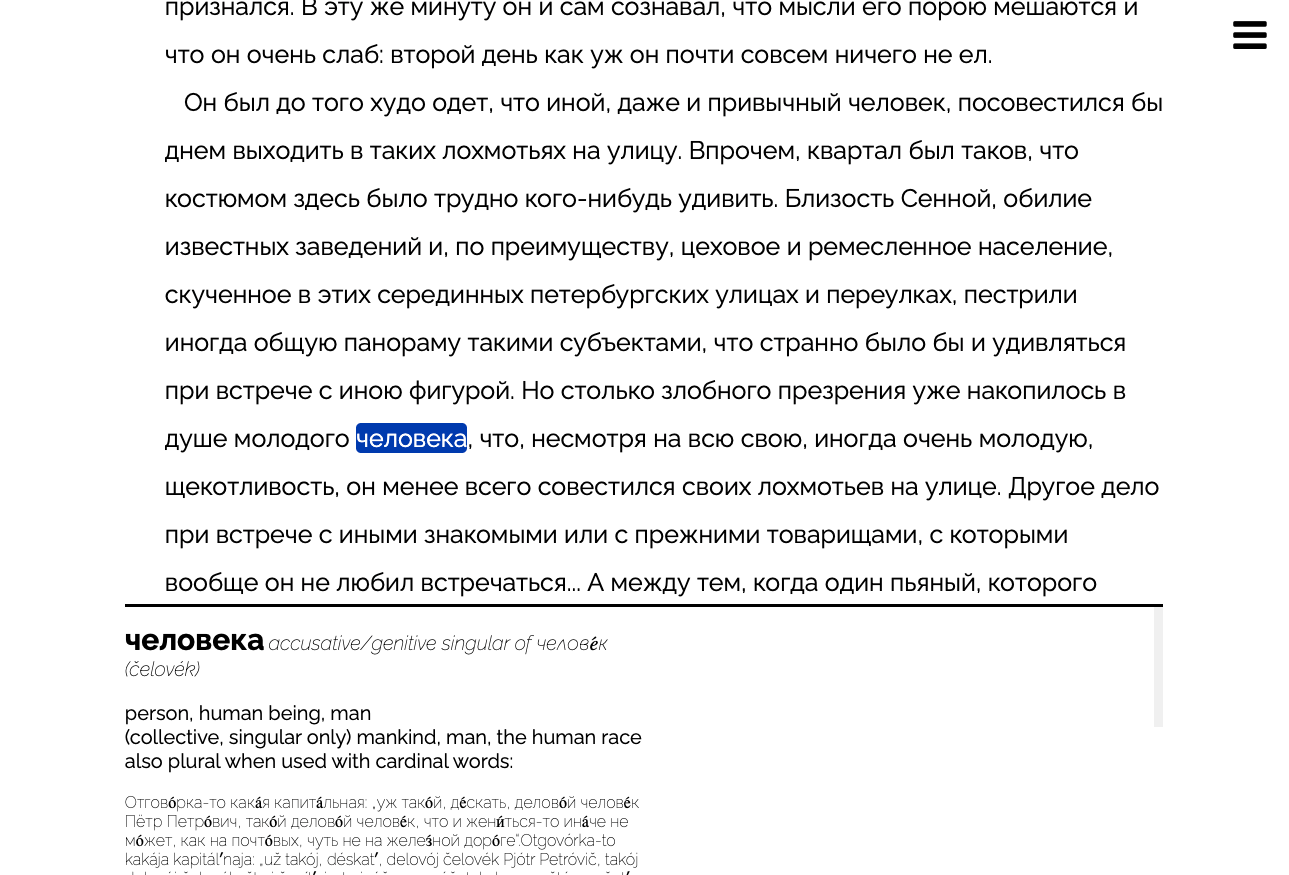 признался. В эту же минуту он и сам сознавал, что мысли его порою мешаются и
что он очень слаб: второй день как уж он почти совсем ничего не ел.
Он был до того худо одет, что иной, даже и привычный человек, посовестился бы
днем выходить в таких лохмотьях на улицу. Впрочем, квартал был таков, что
костюмом здесь было трудно кого-нибудь удивить. Близость Сенной, обилие
известных заведений и, по преимуществу, цеховое и ремесленное население,
скученное в этих серединных петербургских улицах и переулках, пестрили
иногда общую панораму такими субъектами, что странно было бы и удивляться
при встрече с иною фигурой. Но столько злобного презрения уже накопилось в
душе молодого человека, что, несмотря на всю свою, иногда очень молодую,
щекотливость, он менее всего совестился своих лохмотьев на улице. Другое дело
при встрече с иными знакомыми или с прежними товарищами, с которыми
вообще он не любил встречаться... А между тем, когда один пьяный, которого
человека accusative/genitive singular of челове́к
(čelovék)
person, human being, man
(collective, singular only) mankind, man, the human race
also plural when used with cardinal words:
Отгово́рка-то кака́я капита́льная: „уж тако́й, де́скать, делово́й челове́к
Пётр Петро́вич, тако́й делово́й челове́к, что и жени́ться-то ина́че не
мо́жет, как на почто́вых, чуть не на желе́зной доро́ге“.Otgovórka-to
kakája kapitálʹnaja: „už takój, déskatʹ, delovój čelovék Pjótr Petróvič, takój